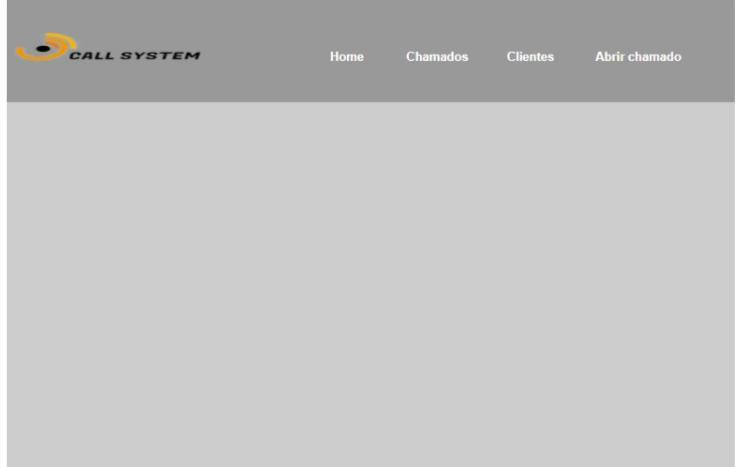 CALL SYSTEM
Home Chamados Clientes Abrir chamado